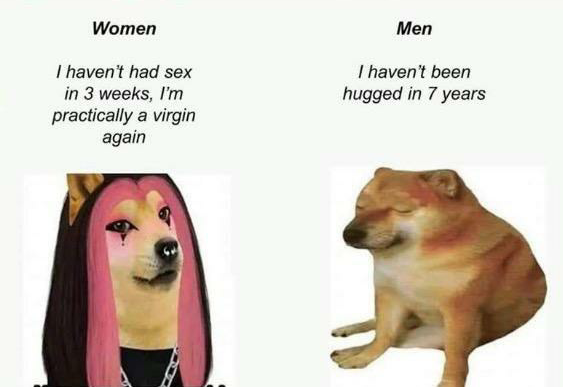 Women
I haven't had sex
in 3 weeks, I'm
practically a virgin
again
Men
I haven't been
hugged in 7 years